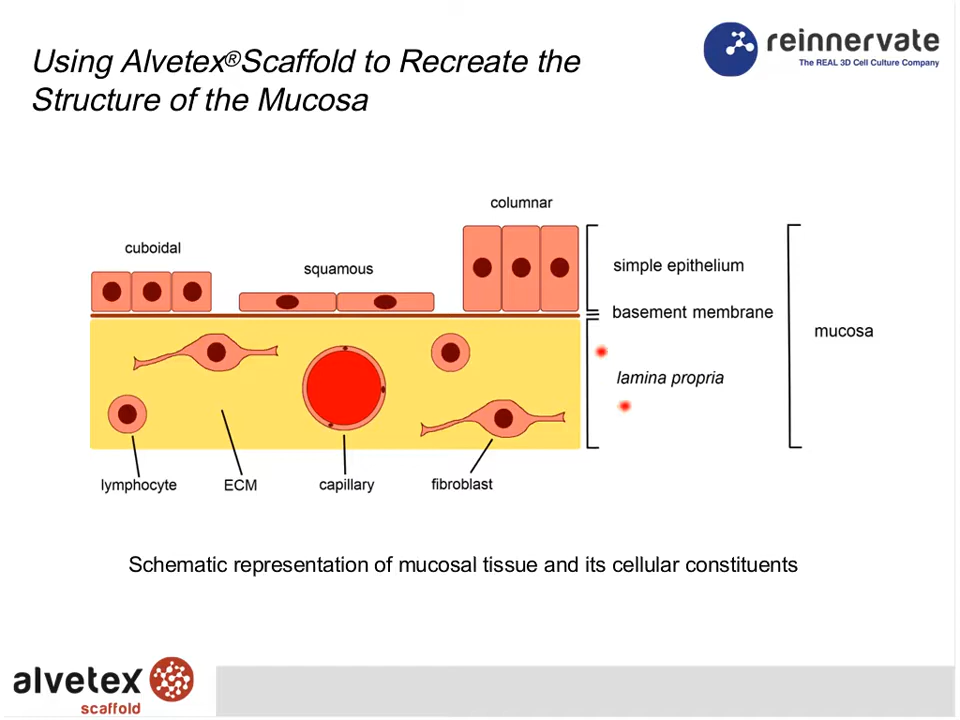 Using Alvetex®Scaffold to Recreate the
Structure of the Mucosa
reinnervate
The REAL 3D Cell Culture Company
columnar
cuboidal
squamous
simple epithelium
basement membrane
mucosa
lamina propria
lymphocyte
ECM
capillary
fibroblast
Schematic representation of mucosal tissue and its cellular constituents
alvetex
scaffold